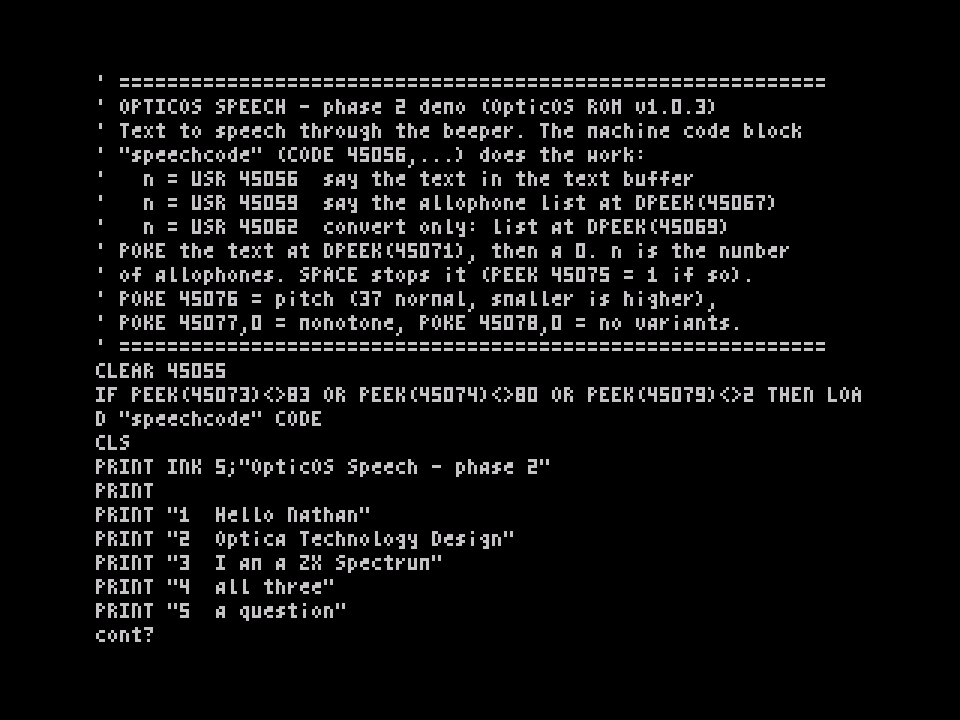 ' ===========================================================
' OPTICOS SPEECH - phase 2 demo (OpticOS ROM v1.0.3)
' Text to speech through the beeper. The machine code block
' "speechcode" (CODE 45056,...) does the work:
'   n = USR 45056  say the text in the text buffer
'   n = USR 45059  say the allophone list at DPEEK(45067)
'   n = USR 45062  convert only: list at DPEEK(45069)
' POKE the text at DPEEK(45071), then a 0. n is the number
' of allophones. SPACE stops it (PEEK 45075 = 1 if so).
' POKE 45076 = pitch (37 normal, smaller is higher),
' POKE 45077,0 = monotone, POKE 45078,0 = no variants.
' ===========================================================
CLEAR 45055
IF PEEK(45073)<>83 OR PEEK(45074)<>80 OR PEEK(45079)<>2 THEN LOA
D "speechcode" CODE
CLS
PRINT INK 5;"OpticOS Speech - phase 2"
PRINT
PRINT "1  Hello Nathan"
PRINT "2  Optica Technology Design"
PRINT "3  I am a ZX Spectrum"
PRINT "4  all three"
PRINT "5  a question"
cont?